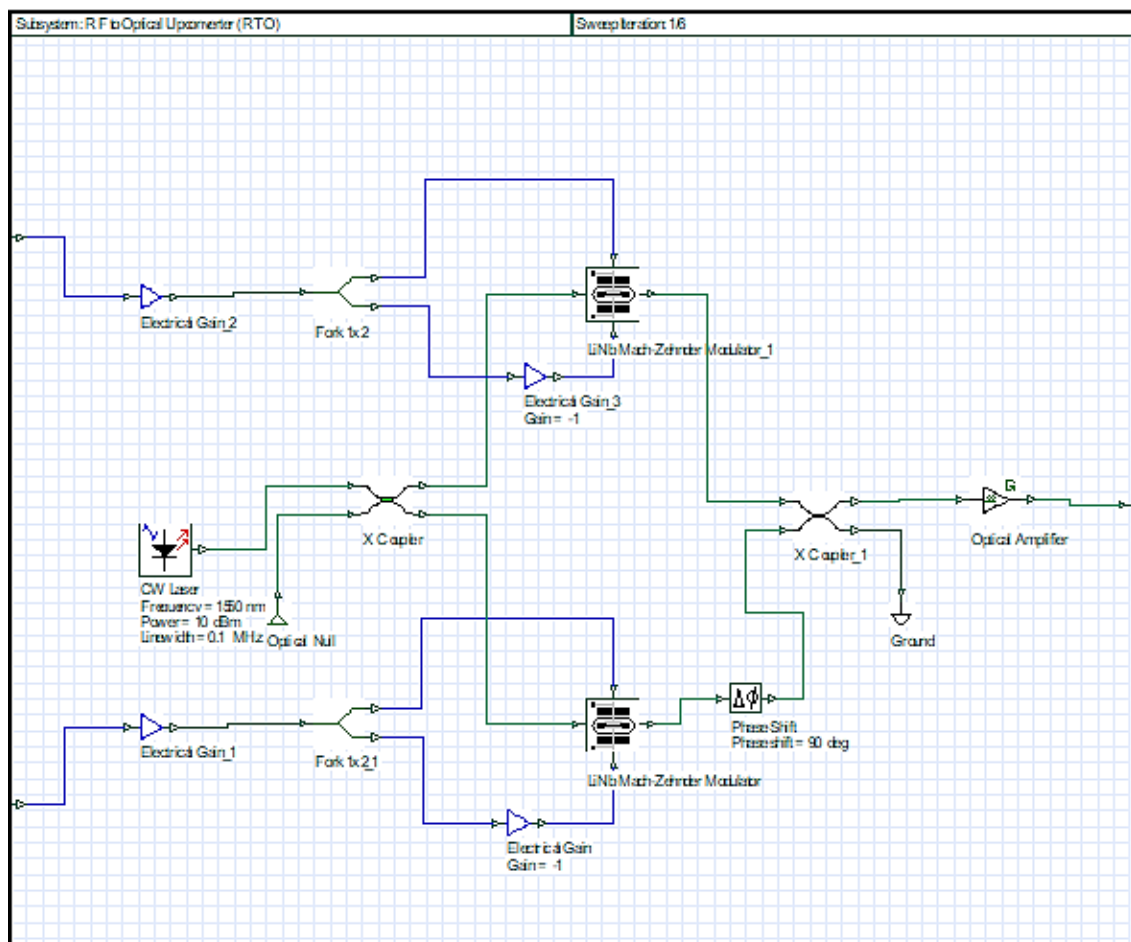 Subsystem: RF to Optical Upconverter (RTO)
Sweep Iteration: 1/6
Electrical Gain_2
Fork 1x2
LiNb Mach-Zehnder Modulator_1
Electrical Gain_3
Gain = -1
G
X Coupler
Optical Amplifier
X Coupler_1
CW Laser
Frequency = 1550 nm
Power = 10 dBm
Linewidth = 0.1 MHz
Optical Null
Ground
ΔΦ
Phase Shift
Phase shift = 90 deg
Electrical Gain_1
Fork 1x2_1
LiNb Mach-Zehnder Modulator
Electrical Gain
Gain = -1